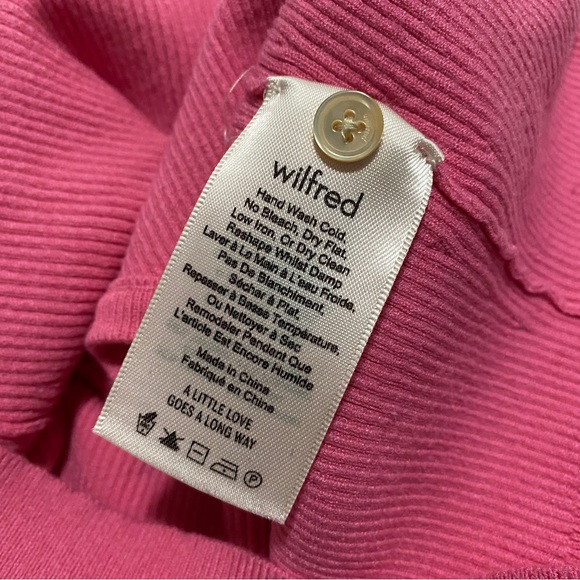 wilfred
Hand Wash Cold,
No Bleach, Dry Flat.
Low Iron, Or Dry Clean
Reshape Whilst Damp
Laver à La Main à L'eau Froide,
Pas De Blanchiment.
Séchar à Plat,
Repasser à Basse Température,
Ou Nettoyer à Sec
Remodeler Pendant Que
L'article Est Encore Humide
Made in China
Fabriqué en Chine
A LITTLE LOVE
GOES A LONG WAY
P